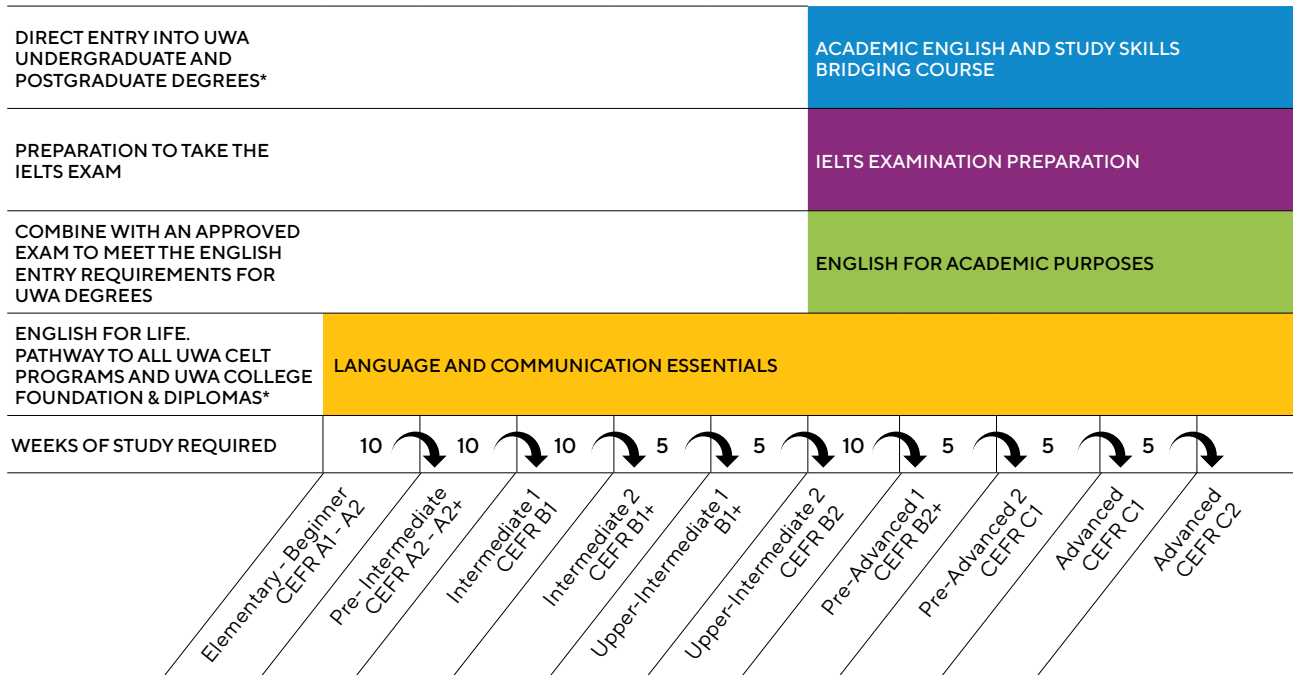 DIRECT ENTRY INTO UWA
UNDERGRADUATE AND
POSTGRADUATE DEGREES*
ACADEMIC ENGLISH AND STUDY SKILLS
BRIDGING COURSE
PREPARATION TO TAKE THE
IELTS EXAM
IELTS EXAMINATION PREPARATION
COMBINE WITH AN APPROVED
EXAM TO MEET THE ENGLISH
ENTRY REQUIREMENTS FOR
UWA DEGREES
ENGLISH FOR ACADEMIC PURPOSES
ENGLISH FOR LIFE.
PATHWAY TO ALL UWA CELT
PROGRAMS AND UWA COLLEGE
FOUNDATION & DIPLOMAS*
LANGUAGE AND COMMUNICATION ESSENTIALS
WEEKS OF STUDY REQUIRED
10 10 10 5 5 10 5 5 5
Elementary - Beginner
CEFR A1 - A2
Pre- Intermediate
CEFR A2 - A2+
Intermediate 1
CEFR B1
Intermediate 2
CEFR B1+
Upper-Intermediate 1
B1+
Upper-Intermediate 2
CEFR B2
Pre-Advanced 1
CEFR B2+
Pre-Advanced 2
CEFR C1
Advanced
CEFR C1
Advanced
CEFR C2